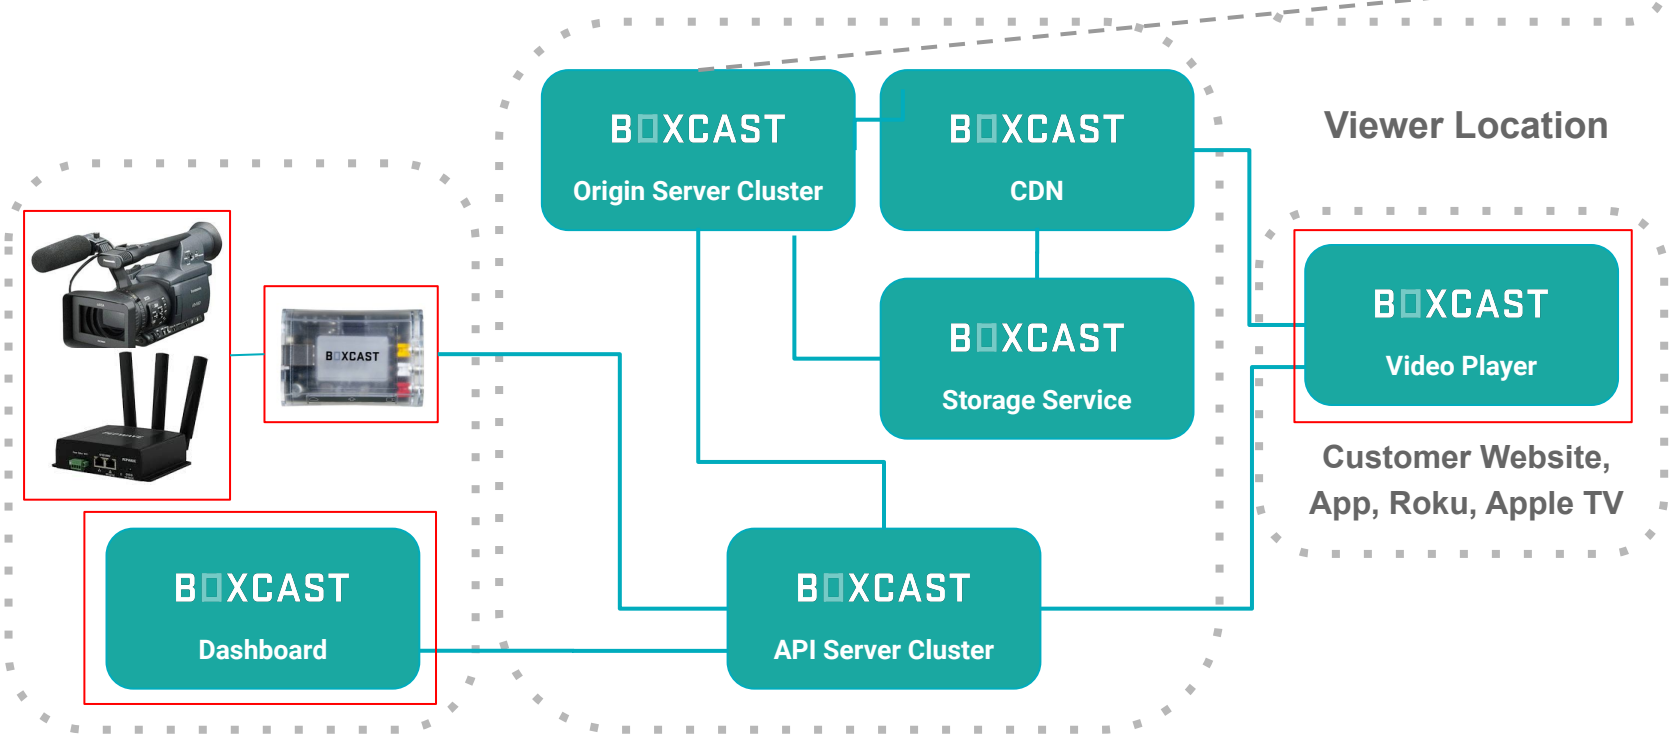 BOXCAST
Origin Server Cluster
BOXCAST
CDN
Viewer Location
BOXCAST
BOXCAST
Storage Service
BOXCAST
Video Player
Customer Website,
App, Roku, Apple TV
BOXCAST
Dashboard
BOXCAST
API Server Cluster